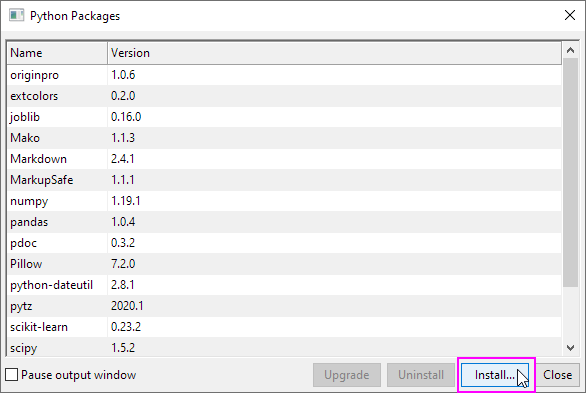 Python Packages
Name Version
originpro 1.0.6
extcolors 0.2.0
joblib 0.16.0
Mako 1.1.3
Markdown 2.4.1
MarkupSafe 1.1.1
numpy 1.19.1
pandas 1.0.4
pdoc 0.3.2
Pillow 7.2.0
python-dateutil 2.8.1
pytz 2020.1
scikit-learn 0.23.2
scipy 1.5.2
Pause output window Upgrade Uninstall Install... Close